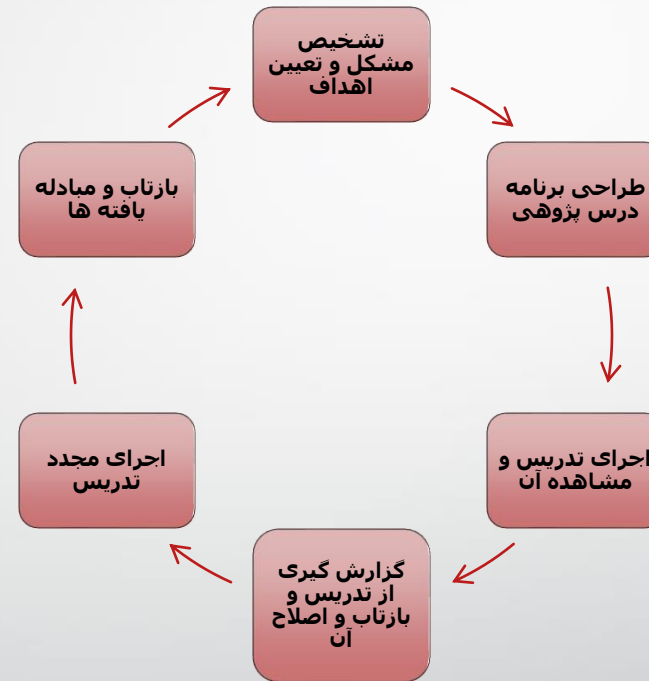 تشخیص
مشکل و تعیین
اهداف
طراحی برنامه
درس پژوهی
اجرای تدریس و
مشاهده آن
گزارش گیری
از تدریس و
بازتاب و اصلاح
آن
اجرای مجدد
تدریس
بازتاب و مبادله
یافته ها